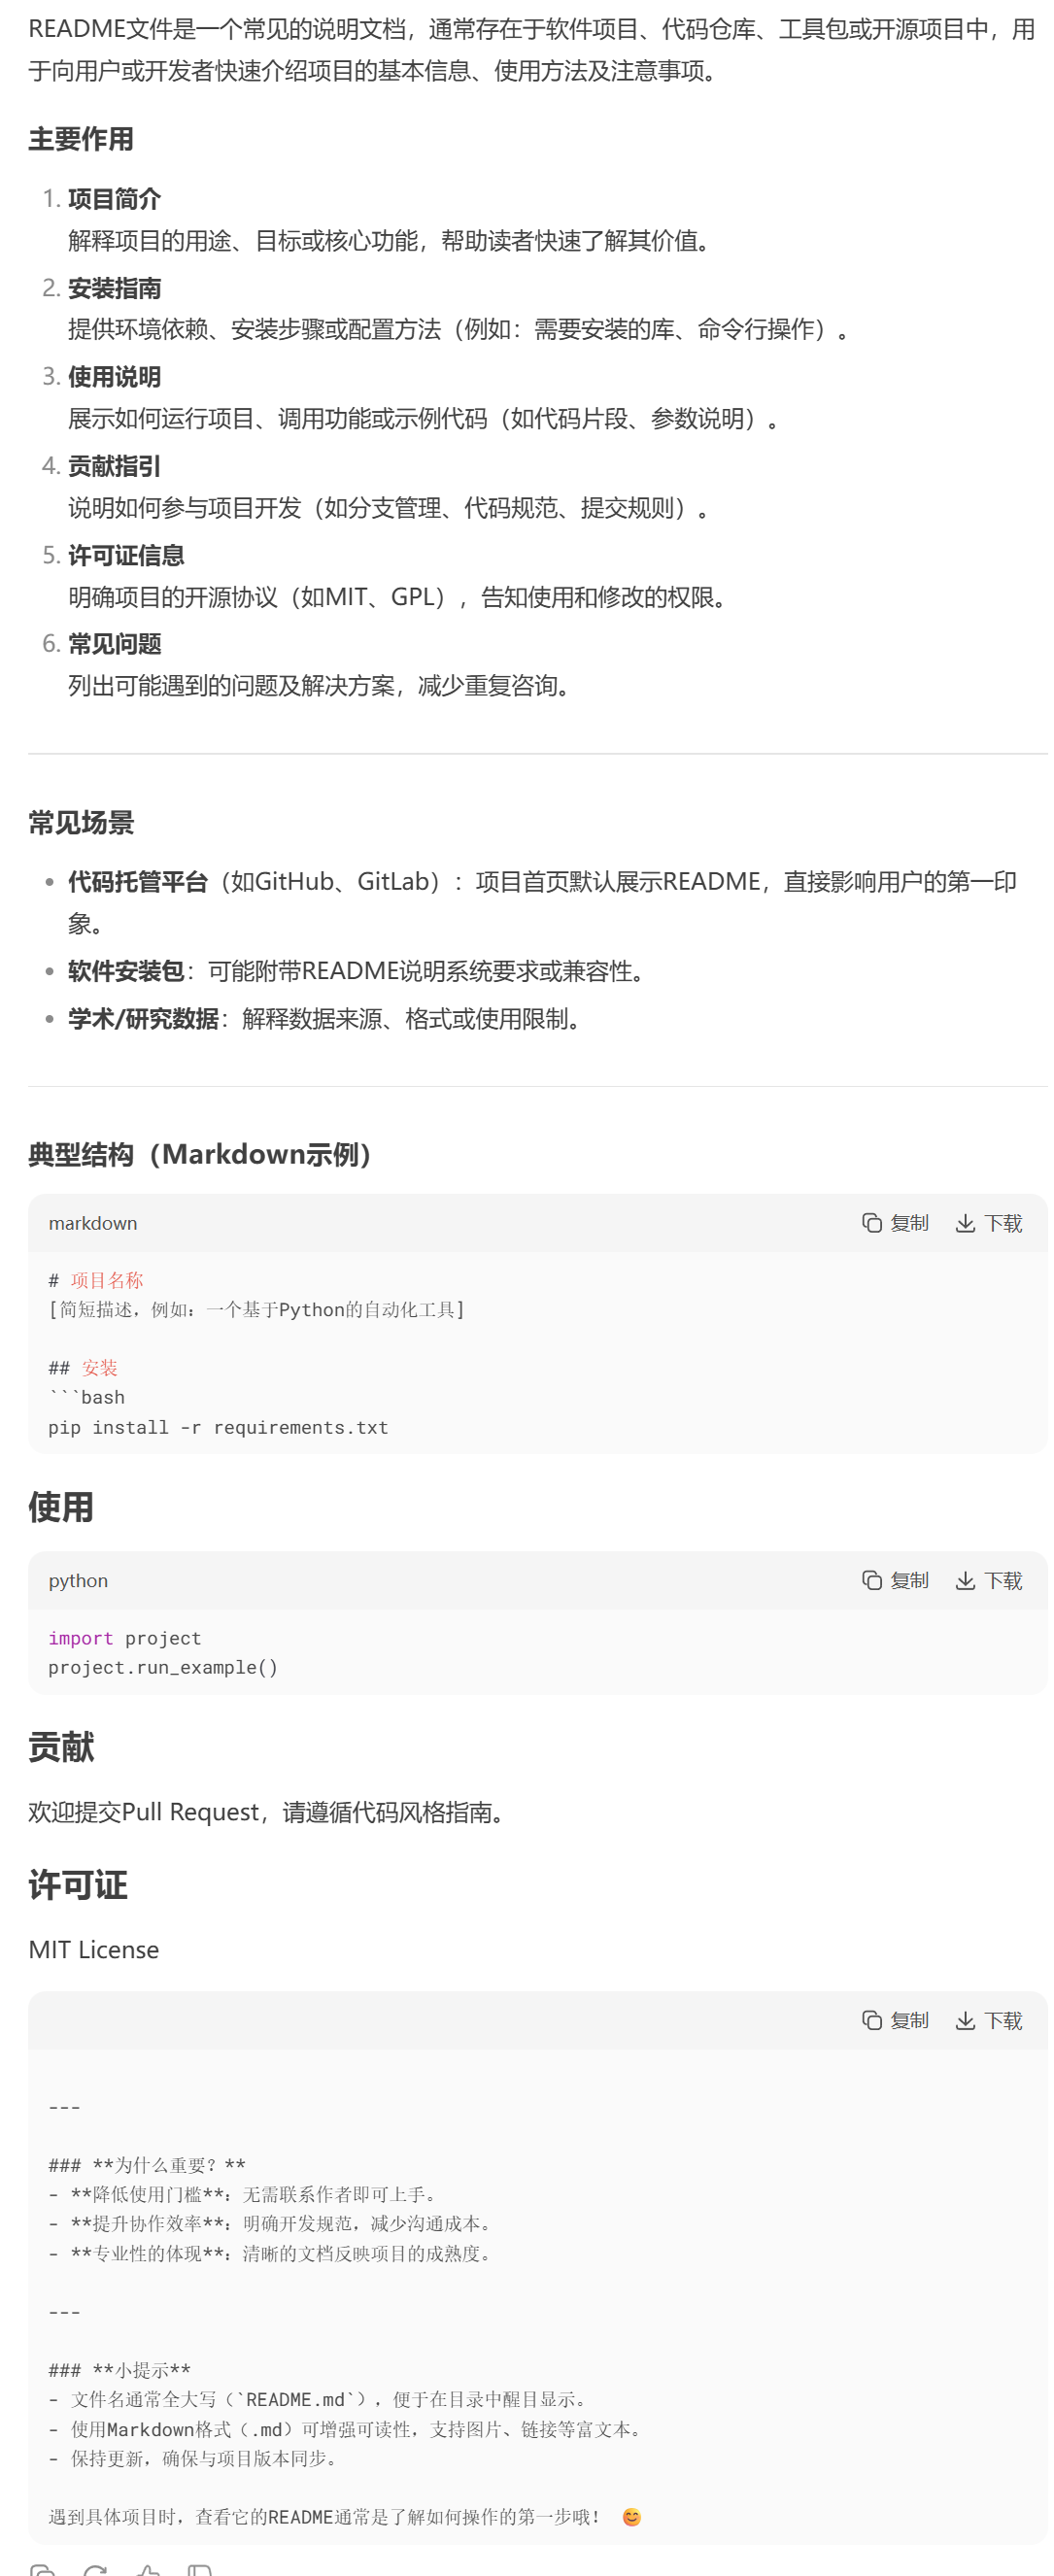 README文件是一个常见的说明文档，通常存在于软件项目、代码仓库、工具包或开源项目中，用
于向用户或开发者快速介绍项目的基本信息、使用方法及注意事项。
主要作用
1. 项目简介
解释项目的用途、目标或核心功能，帮助读者快速了解其价值。
2. 安装指南
提供环境依赖、安装步骤或配置方法（例如：需要安装的库、命令行操作）。
3. 使用说明
展示如何运行项目、调用功能或示例代码（如代码片段、参数说明）。
4. 贡献指引
说明如何参与项目开发（如分支管理、代码规范、提交规则）。
5. 许可证信息
明确项目的开源协议（如MIT、GPL），告知使用和修改的权限。
6. 常见问题
列出可能遇到的问题及解决方案，减少重复咨询。
常见场景
• 代码托管平台（如GitHub、GitLab）：项目首页默认展示README，直接影响用户的第一印
象。
• 软件安装包：可能附带README说明系统要求或兼容性。
• 学术/研究数据：解释数据来源、格式或使用限制。
典型结构（Markdown示例）
markdown 复制 下载
# 项目名称
[简短描述，例如：一个基于Python的自动化工具]
## 安装
```bash
pip install -r requirements.txt
使用
python 复制 下载
import project
project.run_example()
贡献
欢迎提交Pull Request，请遵循代码风格指南。
许可证
MIT License
复制 下载
---
### **为什么重要？**
- **降低使用门槛**：无需联系作者即可上手。
- **提升协作效率**：明确开发规范，减少沟通成本。
- **专业性的体现**：清晰的文档反映项目的成熟度。
---
### **小提示**
- 文件名通常全大写（`README.md`），便于在目录中醒目显示。
- 使用Markdown格式（.md）可增强可读性，支持图片、链接等富文本。
- 保持更新，确保与项目版本同步。
遇到具体项目时，查看它的README通常是了解如何操作的第一步哦！ 😊